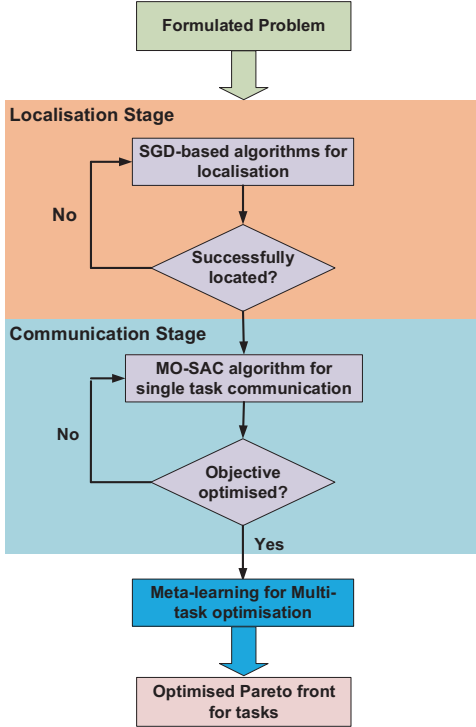 Formulated Problem
Localisation Stage
SGD-based algorithms for
localisation
No
Successfully
located?
Communication Stage
MO-SAC algorithm for
single task communication
No
Objective
optimised?
Yes
Meta-learning for Multi-
task optimisation
Optimised Pareto front
for tasks